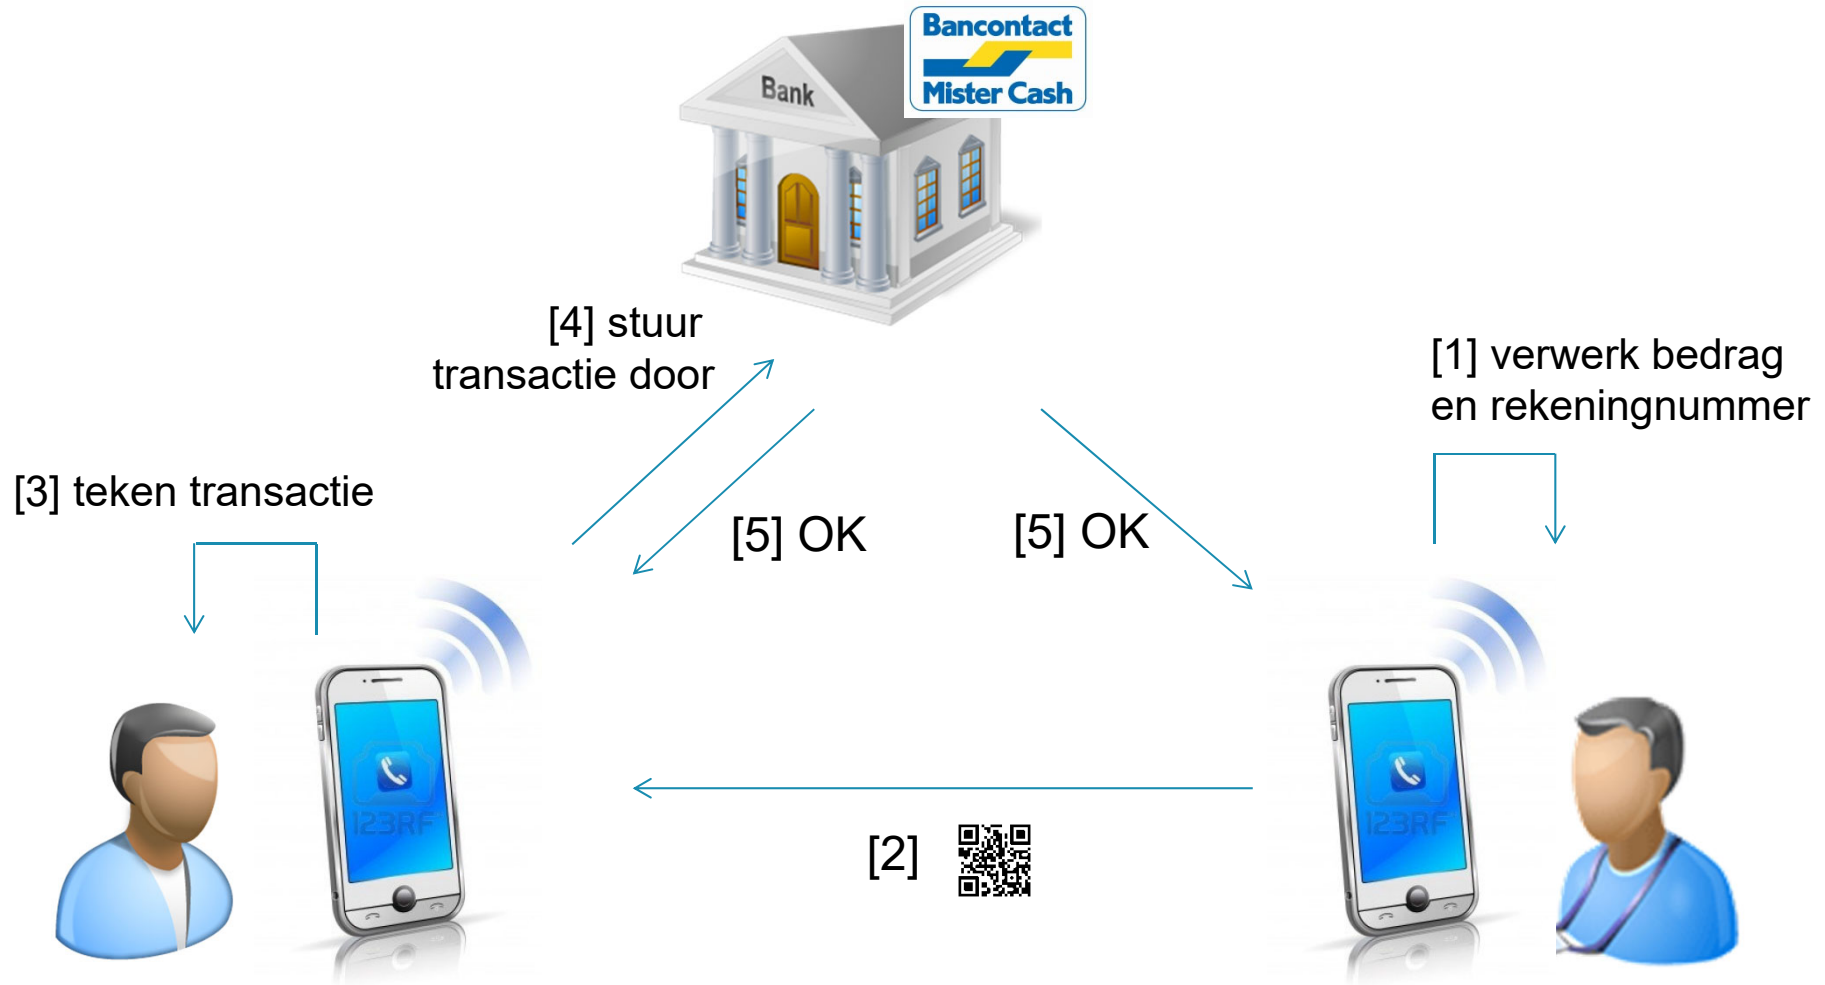 Bancontact
Mister Cash
Bank
[4] stuur
transactie door
[1] verwerk bedrag
en rekeningnummer
[3] teken transactie
[5] OK
[5] OK
123RF
123RF
[2]